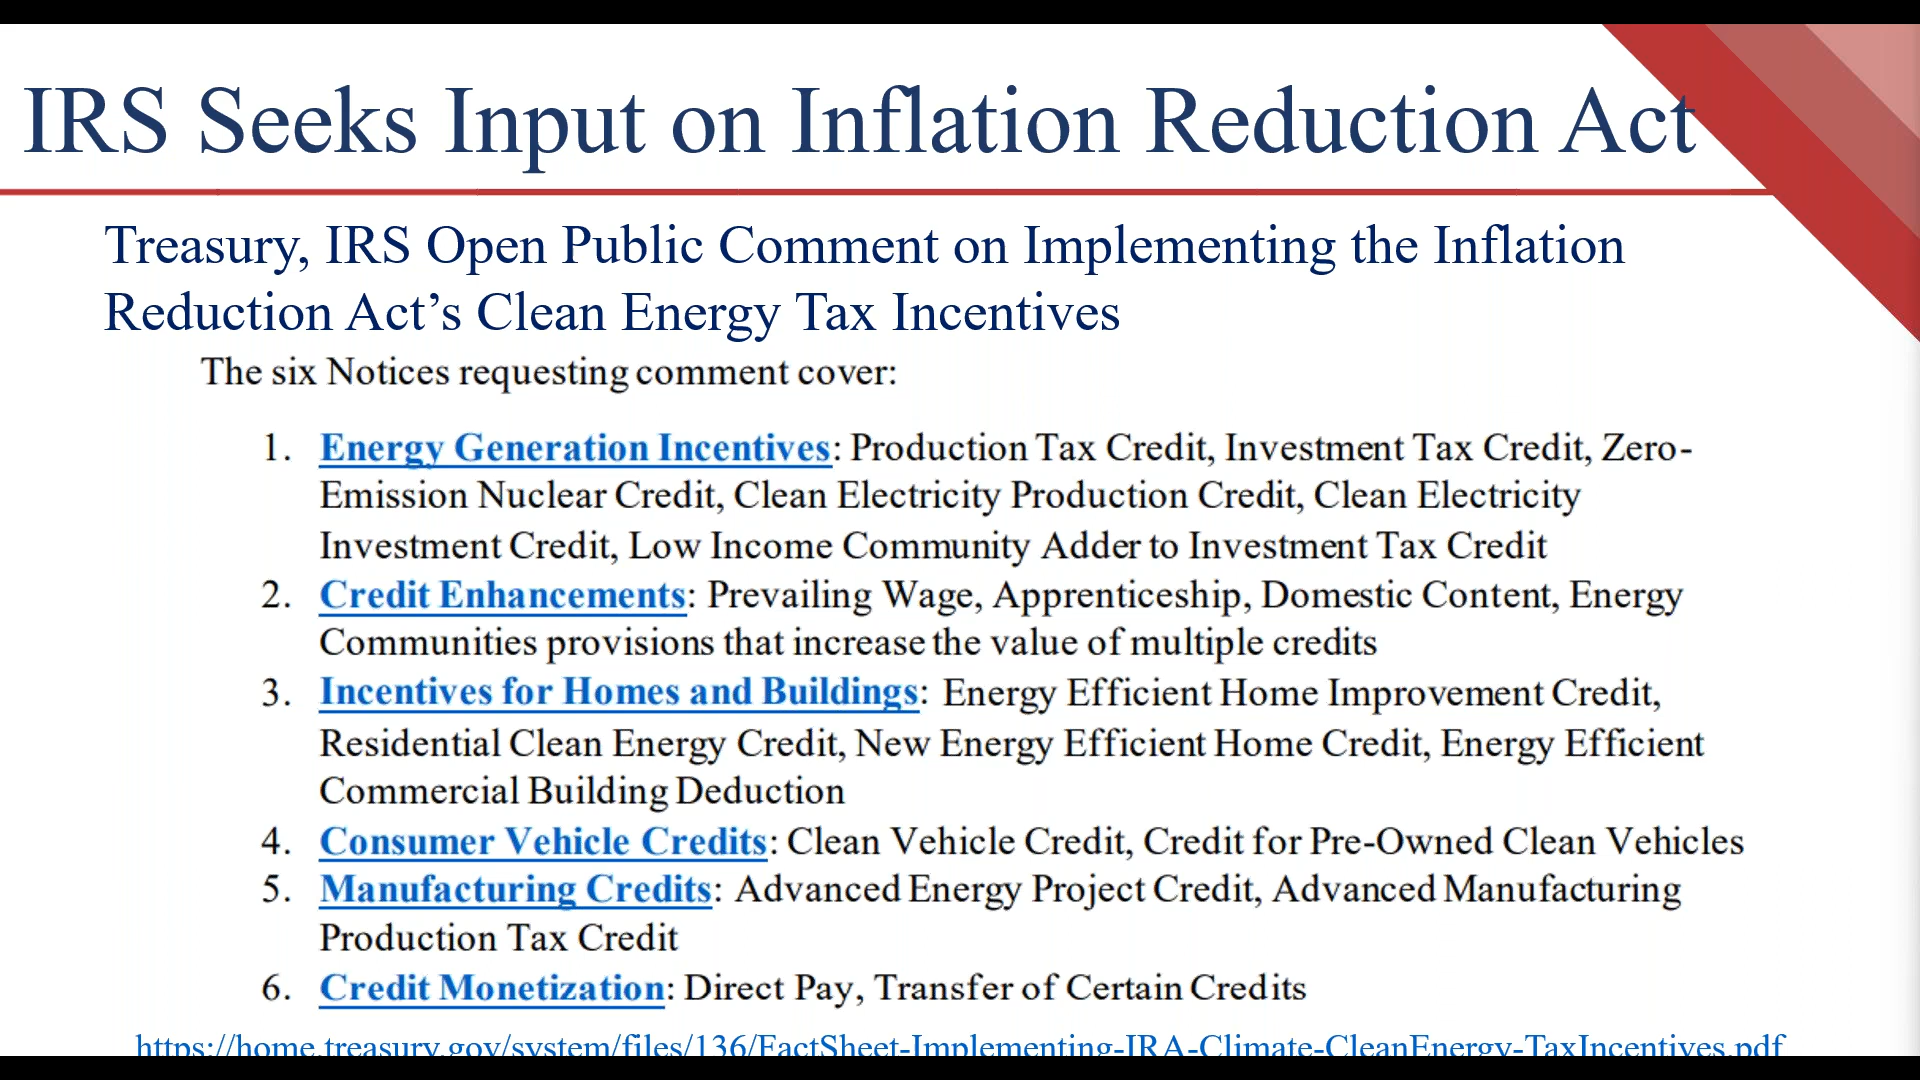 IRS Seeks Input on Inflation Reduction Act
Treasury, IRS Open Public Comment on Implementing the Inflation
Reduction Act’s Clean Energy Tax Incentives
The six Notices requesting comment cover:
1. Energy Generation Incentives: Production Tax Credit, Investment Tax Credit, Zero-
Emission Nuclear Credit, Clean Electricity Production Credit, Clean Electricity
Investment Credit, Low Income Community Adder to Investment Tax Credit
2. Credit Enhancements: Prevailing Wage, Apprenticeship, Domestic Content, Energy
Communities provisions that increase the value of multiple credits
3. Incentives for Homes and Buildings: Energy Efficient Home Improvement Credit,
Residential Clean Energy Credit, New Energy Efficient Home Credit, Energy Efficient
Commercial Building Deduction
4. Consumer Vehicle Credits: Clean Vehicle Credit, Credit for Pre-Owned Clean Vehicles
5. Manufacturing Credits: Advanced Energy Project Credit, Advanced Manufacturing
Production Tax Credit
6. Credit Monetization: Direct Pay, Transfer of Certain Credits
https://home.treasury.gov/system/files/136/FactSheet-Implementing-IRA-Climate-CleanEnergy-TaxIncentives.pdf